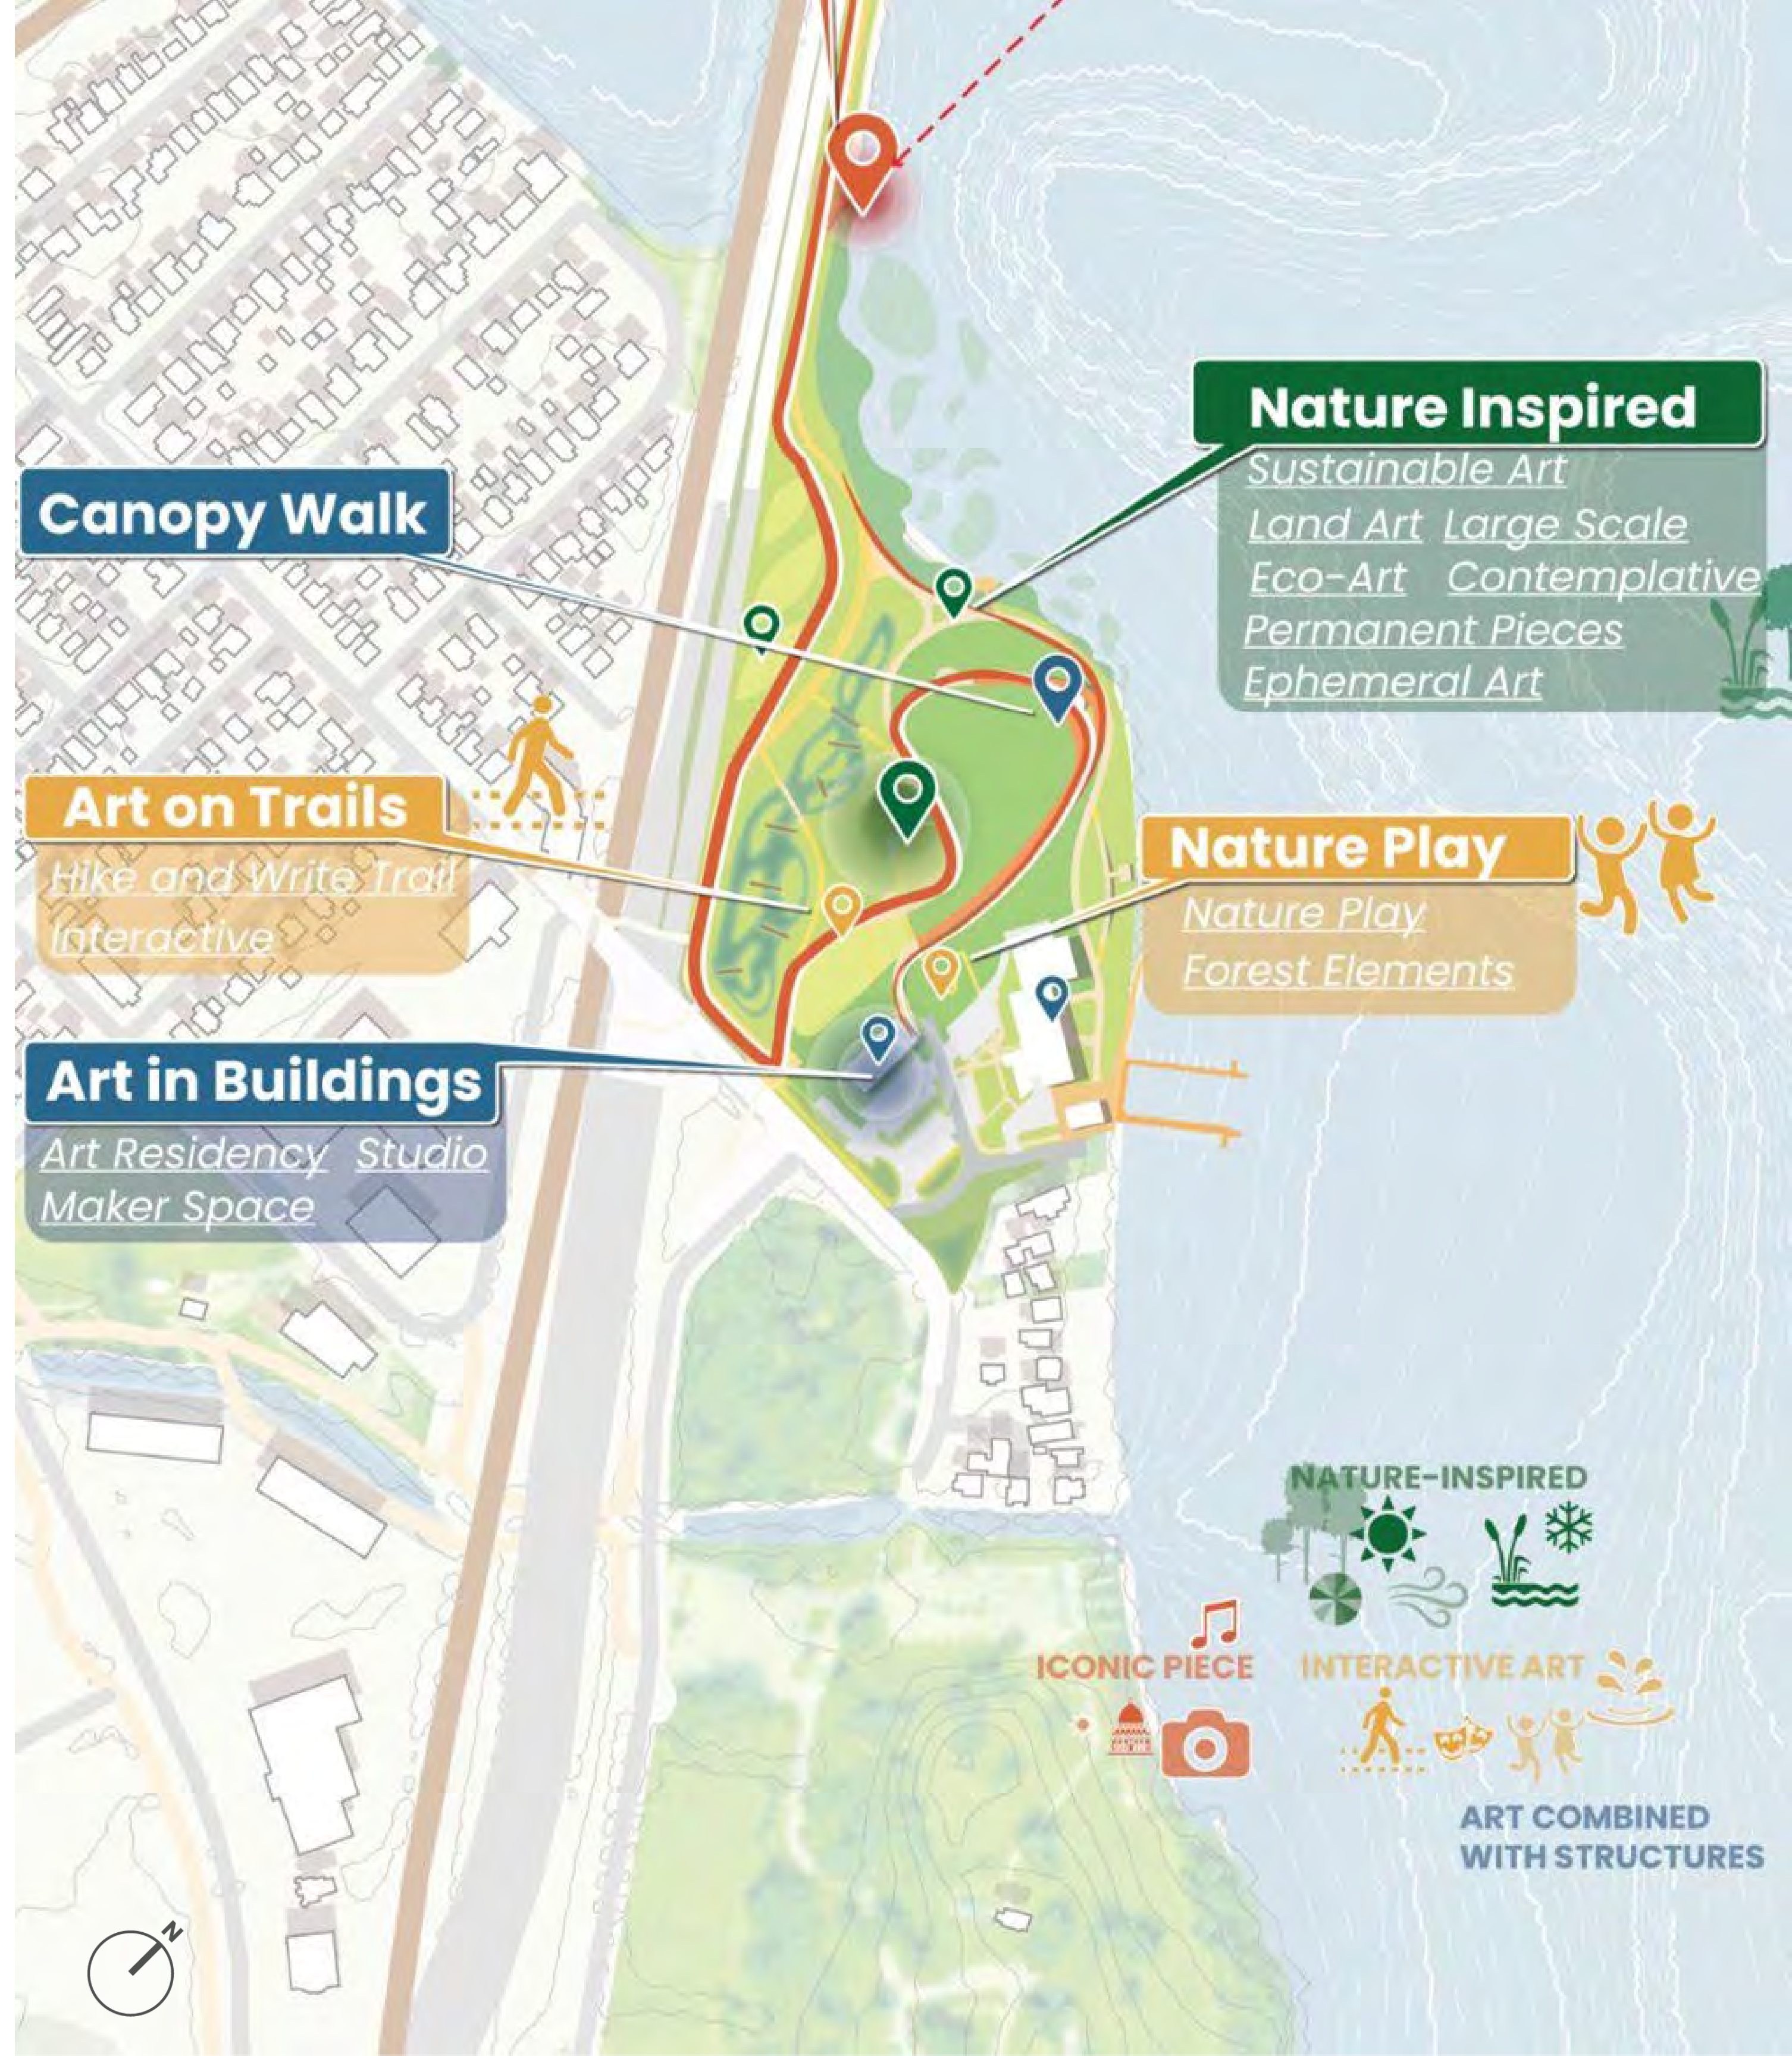 Nature Inspired
Sustainable Art
Land Art Large Scale
Eco-Art Contemplative
Permanent Pieces
Ephemeral Art
Canopy Walk
Art on Trails
Hike and Write Trail
Interactive
Nature Play
Nature Play
Forest Elements
Art in Buildings
Art Residency Studio
Maker Space
NATURE-INSPIRED
ICONIC PIECE
INTERACTIVE ART
ART COMBINED
WITH STRUCTURES
N